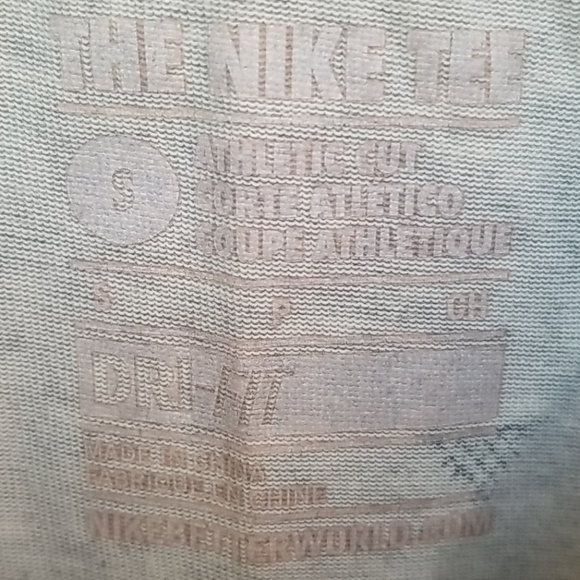 THE NIKE TEE
S
ATHLETIC CUT
CORTE ATLETICO
COUPE ATHLETIQUE
S P CH
DRI-FIT
MADE IN CHINA
FABRIQUE EN CHINE
NIKEBETTERWORLD.COM